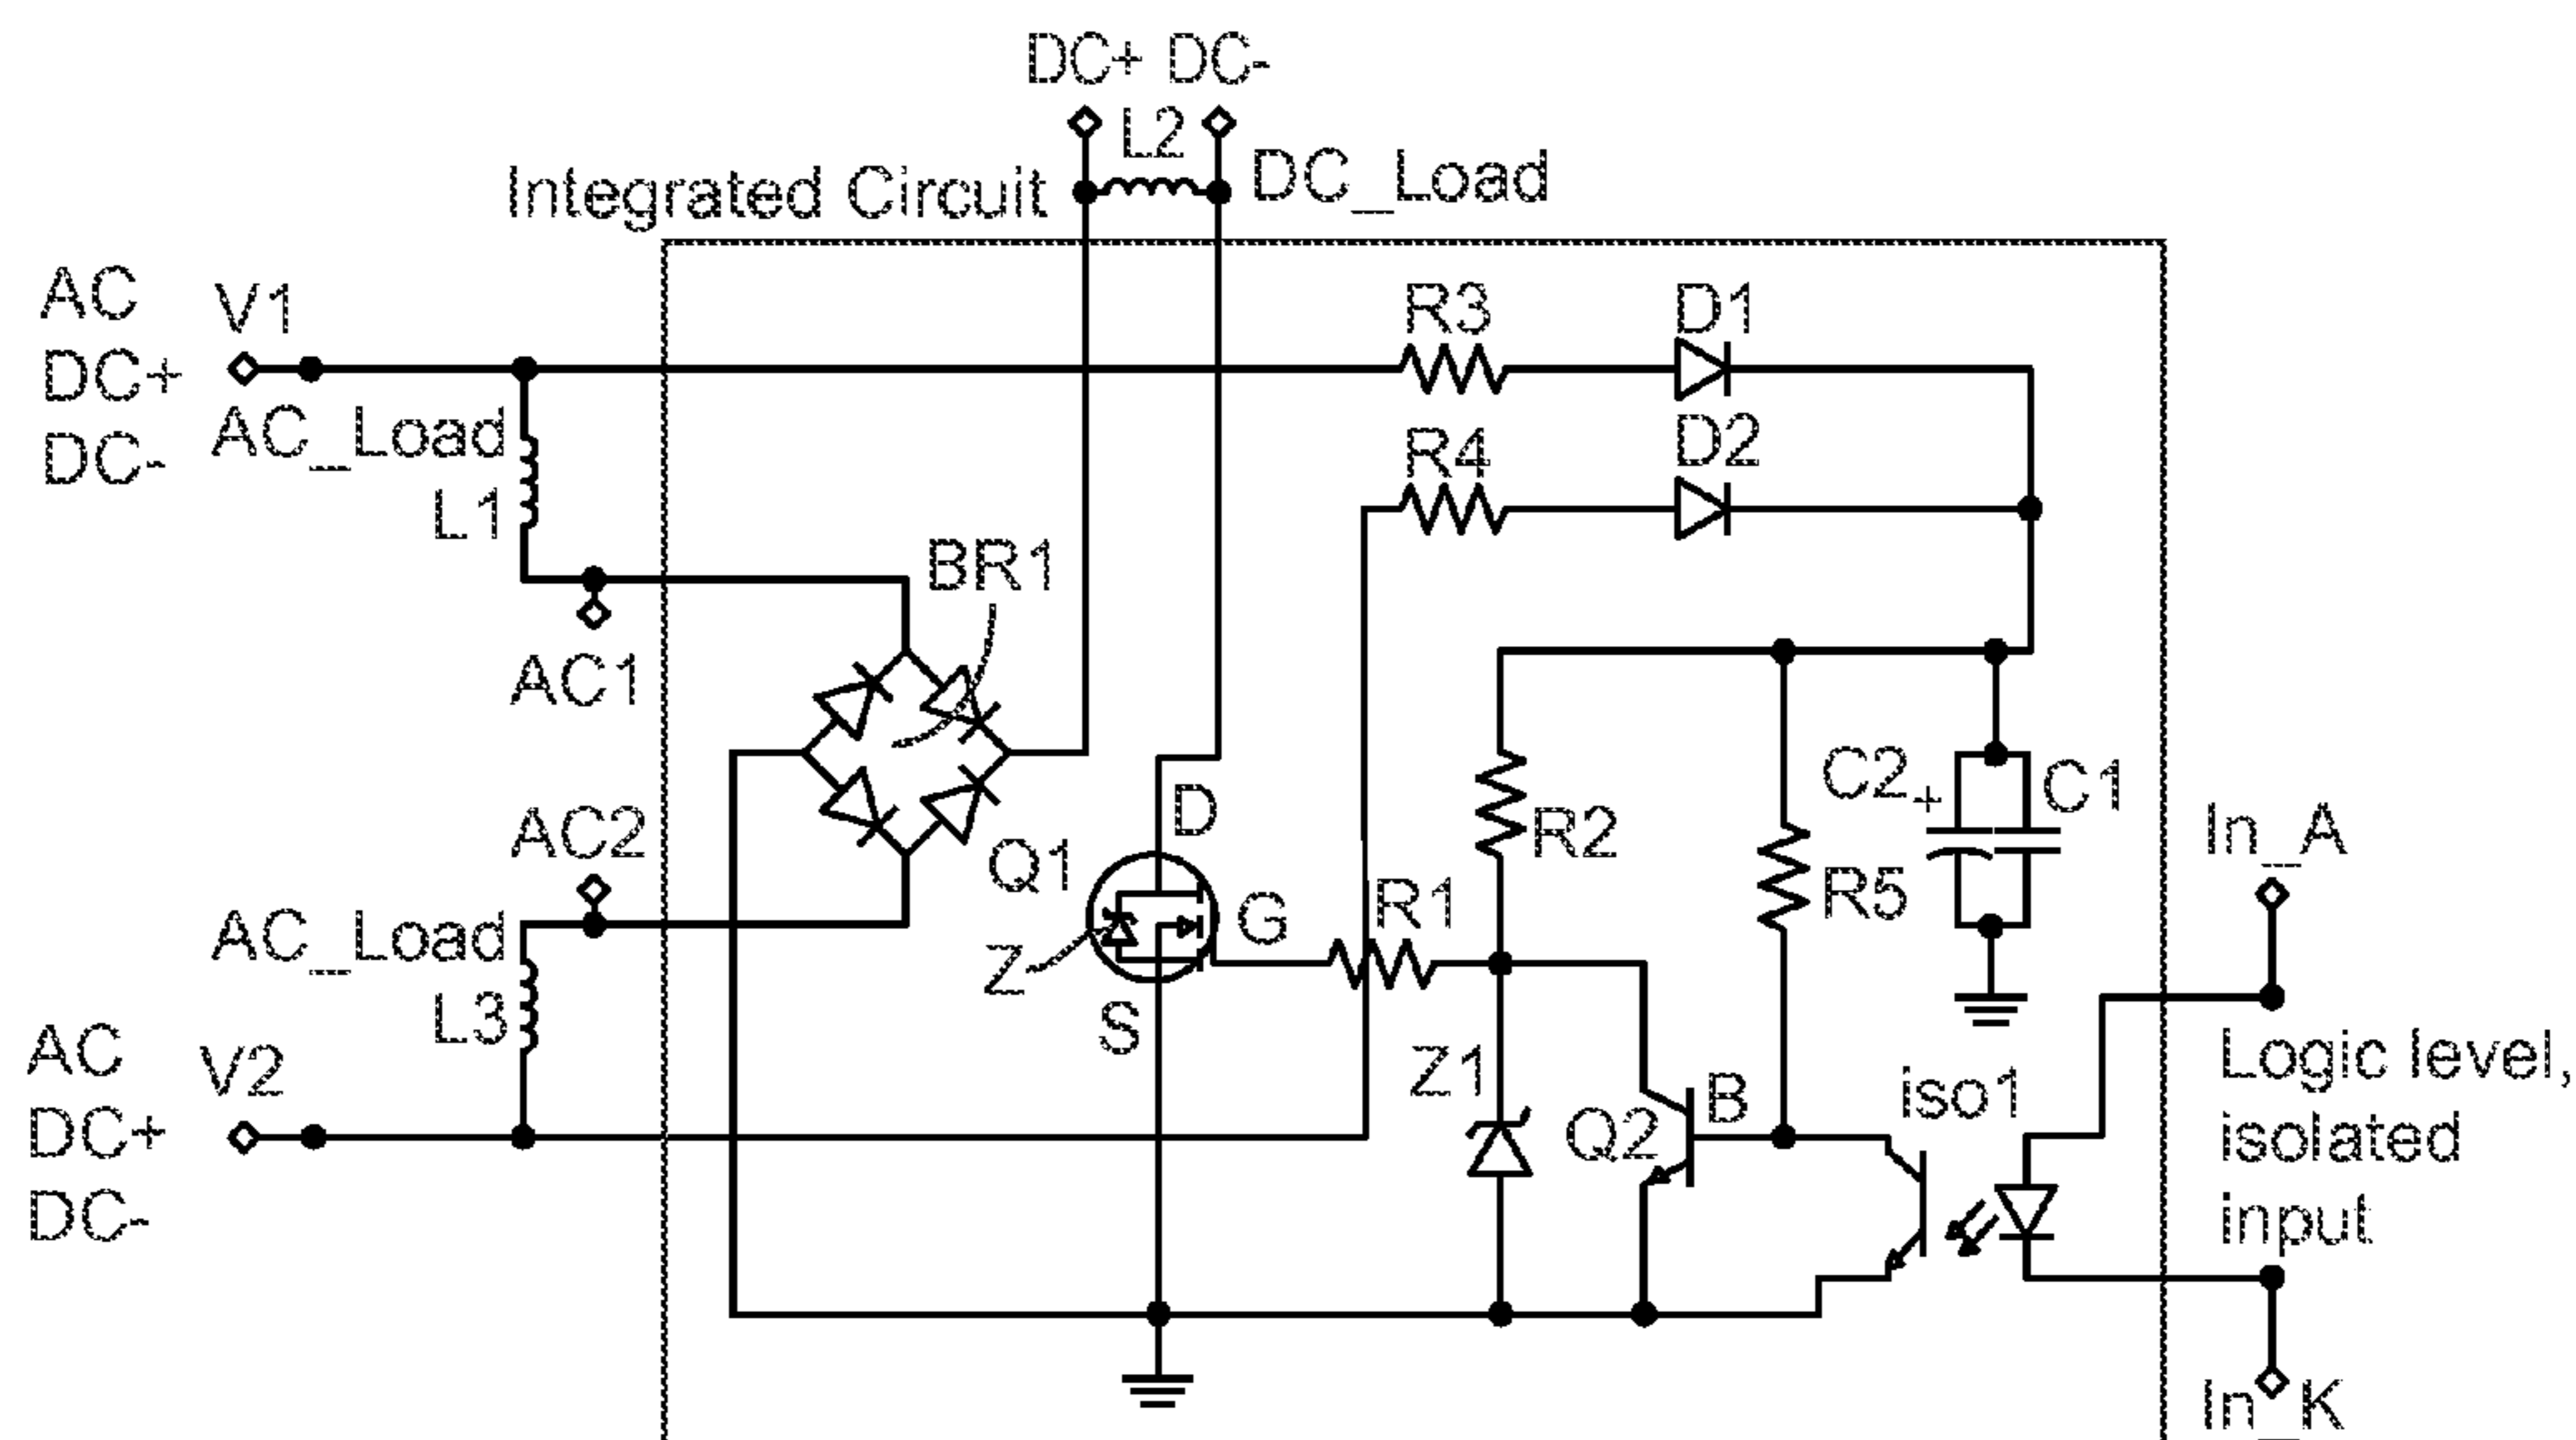 DC+ DC-
L2
Integrated Circuit
DC_Load
AC
DC+
DC-
V1
AC_Load
L1
R3
D1
R4
D2
BR1
AC1
AC2
AC_Load
L3
AC
DC+
DC-
V2
Q1
D
Z
G
S
R1
R2
R5
C2
+
C1
Z1
Q2
B
iso1
In_A
Logic level,
isolated
input
In_K